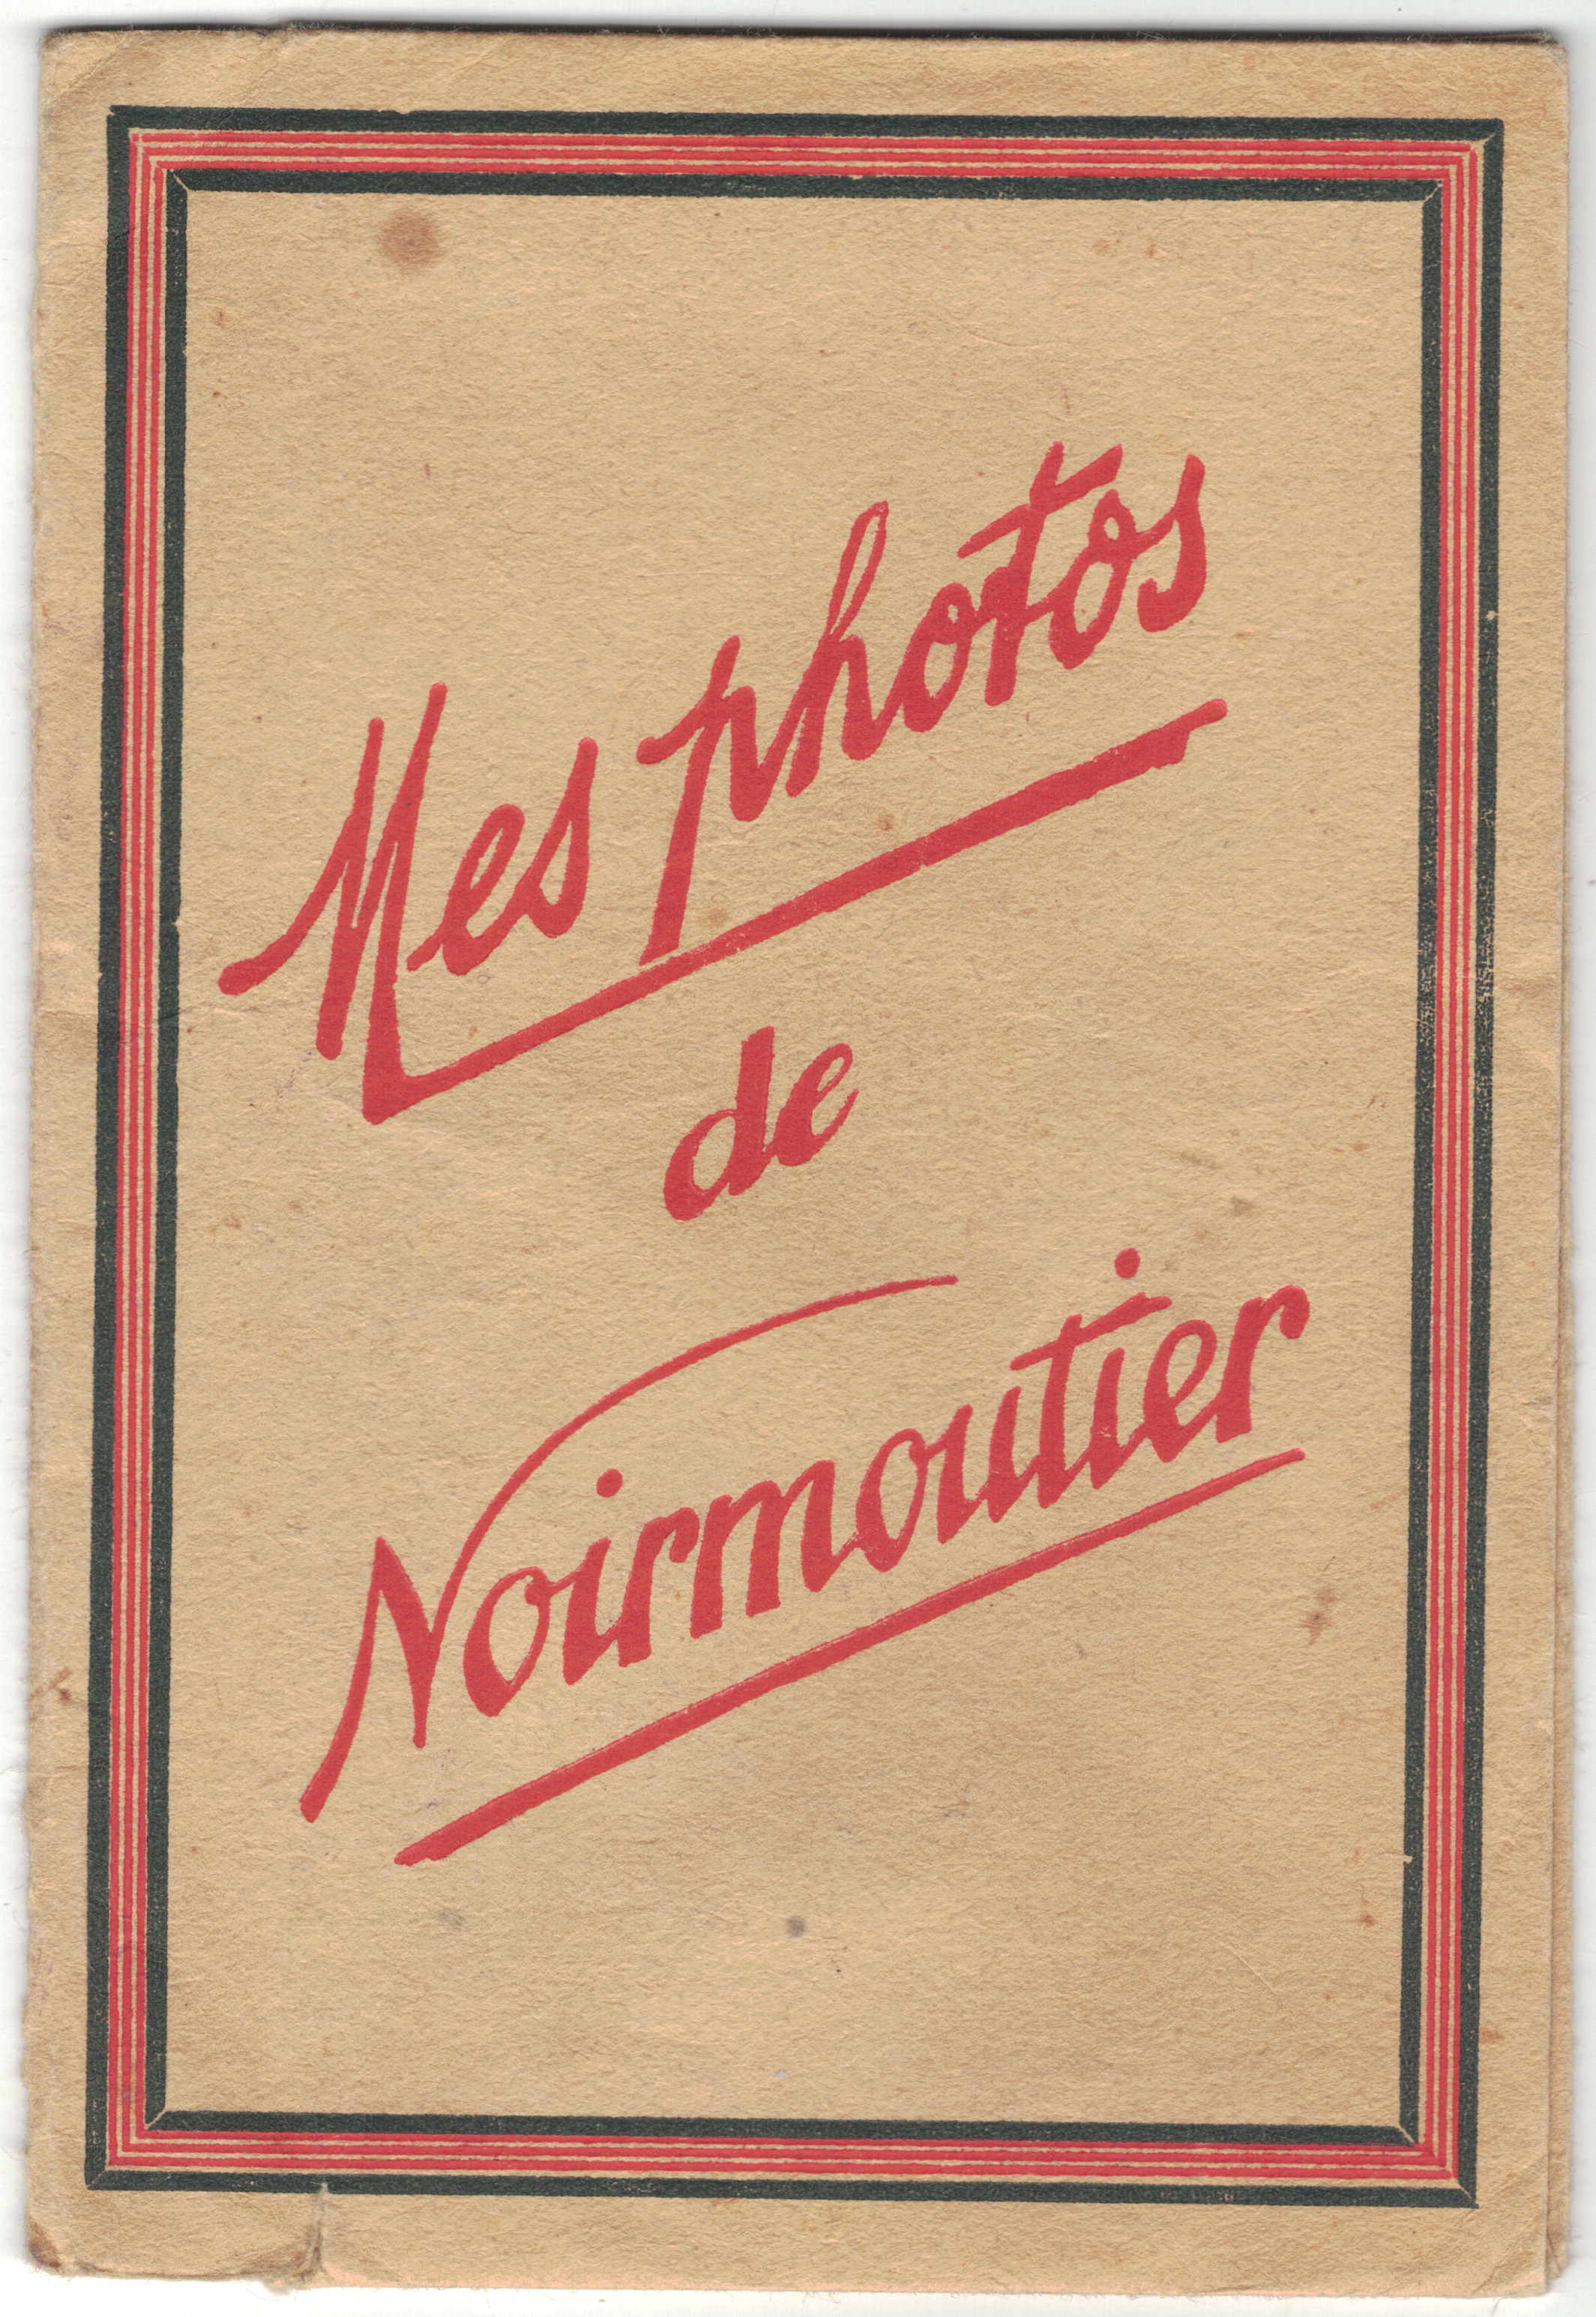 Mes photos
de
Noirmoutier